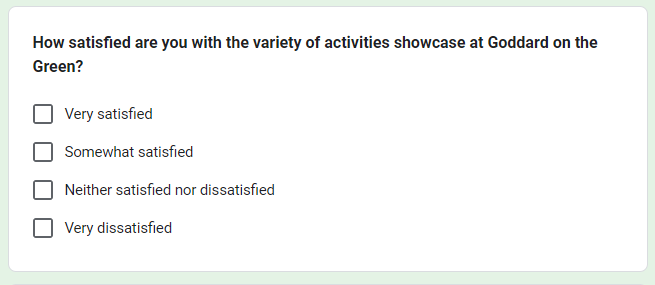 How satisfied are you with the variety of activities showcase at Goddard on the
Green?
Very satisfied
Somewhat satisfied
Neither satisfied nor dissatisfied
Very dissatisfied